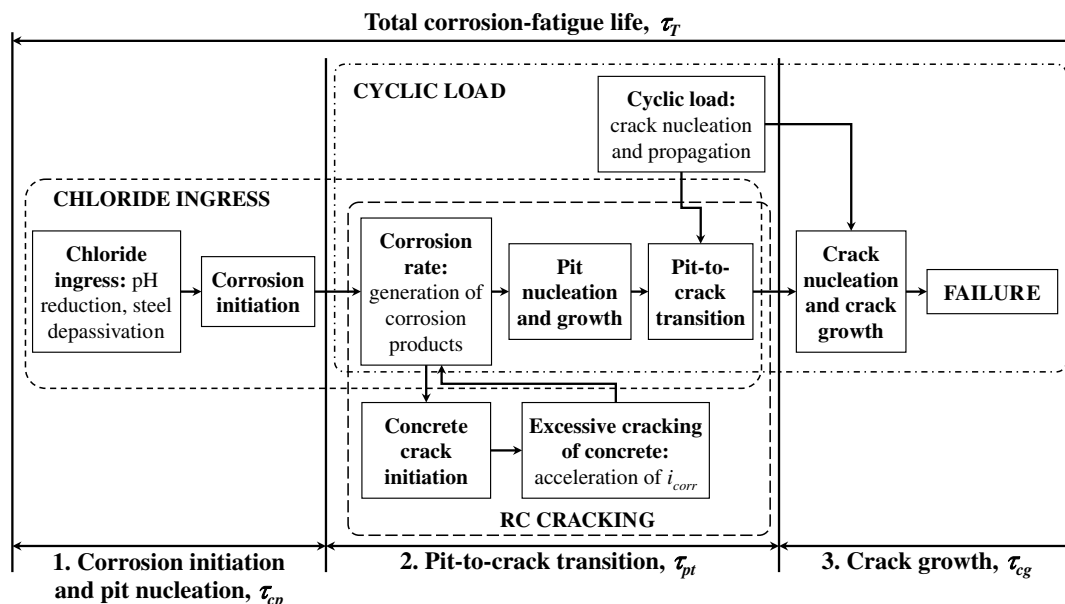 Total corrosion-fatigue life, τT
CYCLIC LOAD
Cyclic load:
crack nucleation
and propagation
CHLORIDE INGRESS
Chloride
ingress: pH
reduction, steel
depassivation
Corrosion
initiation
Corrosion
rate:
generation of
corrosion
products
Pit
nucleation
and growth
Pit-to-
crack
transition
Crack
nucleation
and crack
growth
FAILURE
Concrete
crack
initiation
Excessive cracking
of concrete:
acceleration of icorr
RC CRACKING
1. Corrosion initiation
and pit nucleation, τcp
2. Pit-to-crack transition, τpt
3. Crack growth, τcg